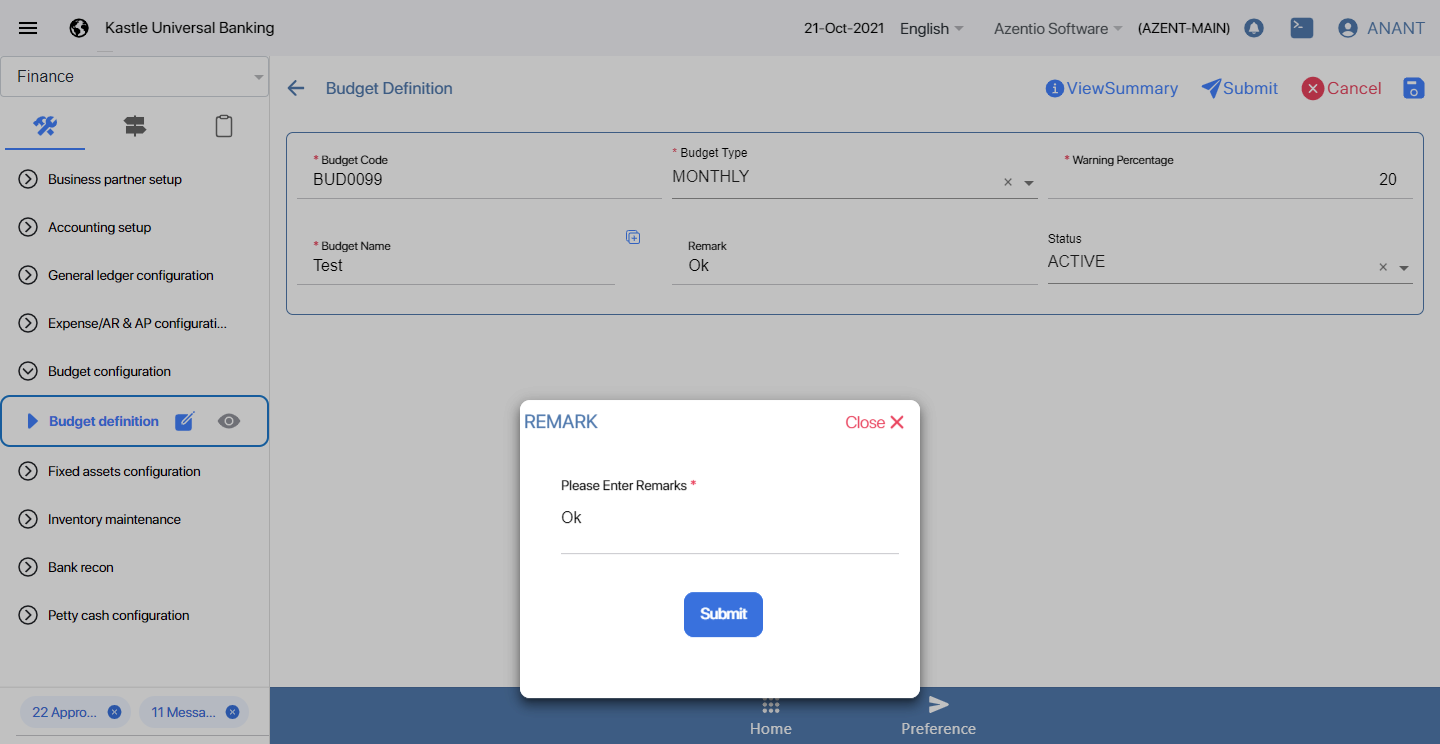 Kastle Universal Banking
21-Oct-2021 English Azentio Software (AZENT-MAIN) ANANT
Finance
Budget Definition
ViewSummary Submit Cancel
* Budget Code
BUD0099
* Budget Type
MONTHLY
* Warning Percentage
20
* Budget Name
Test
Remark
Ok
Status
ACTIVE
Business partner setup
Accounting setup
General ledger configuration
Expense/AR & AP configurati...
Budget configuration
Budget definition
Fixed assets configuration
Inventory maintenance
Bank recon
Petty cash configuration
22 Appro...
11 Messa...
REMARK
Close
Please Enter Remarks *
Ok
Submit
Home
Preference